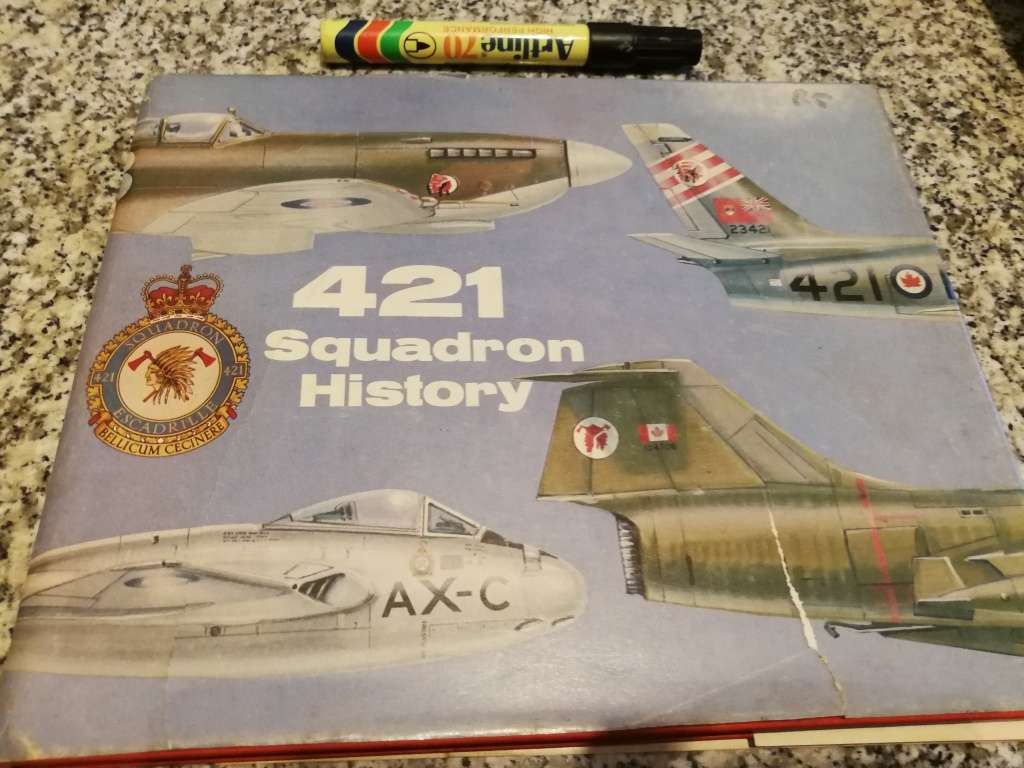 Artline 70
HIGH PERFORMANCE
23421
421
421
Squadron
History
SQUADRON
421
421
ESCADRILLE
BELLICUM CECINERE
AX-C